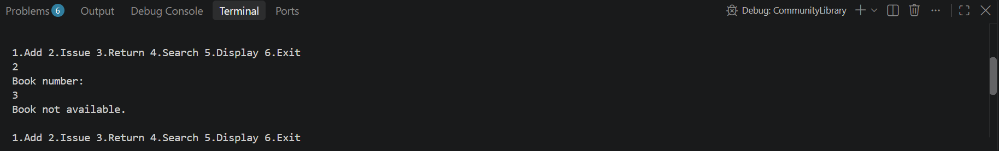 Problems 6 Output Debug Console Terminal Ports Debug: CommunityLibrary
1.Add 2.Issue 3.Return 4.Search 5.Display 6.Exit
2
Book number:
3
Book not available.
1.Add 2.Issue 3.Return 4.Search 5.Display 6.Exit